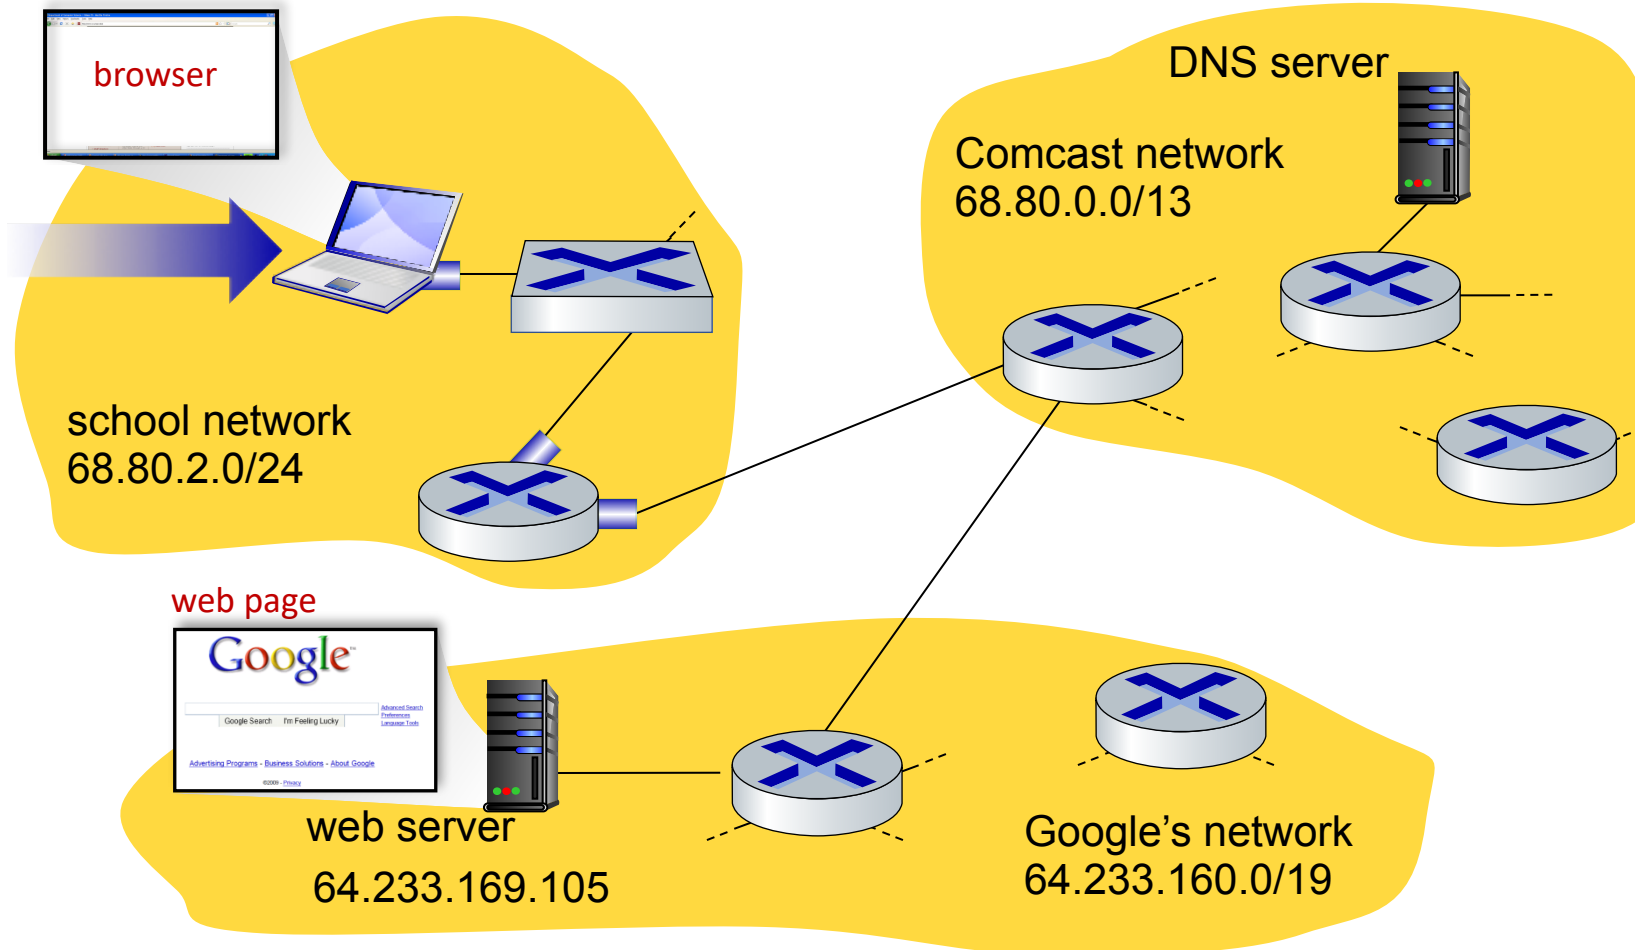 browser
DNS server
Comcast network
68.80.0.0/13
school network
68.80.2.0/24
web page
Google
Advanced Search
Preferences
Language Tools
Google Search I'm Feeling Lucky
Advertising Programs - Business Solutions - About Google
©2009 - Privacy
web server
64.233.169.105
Google’s network
64.233.160.0/19